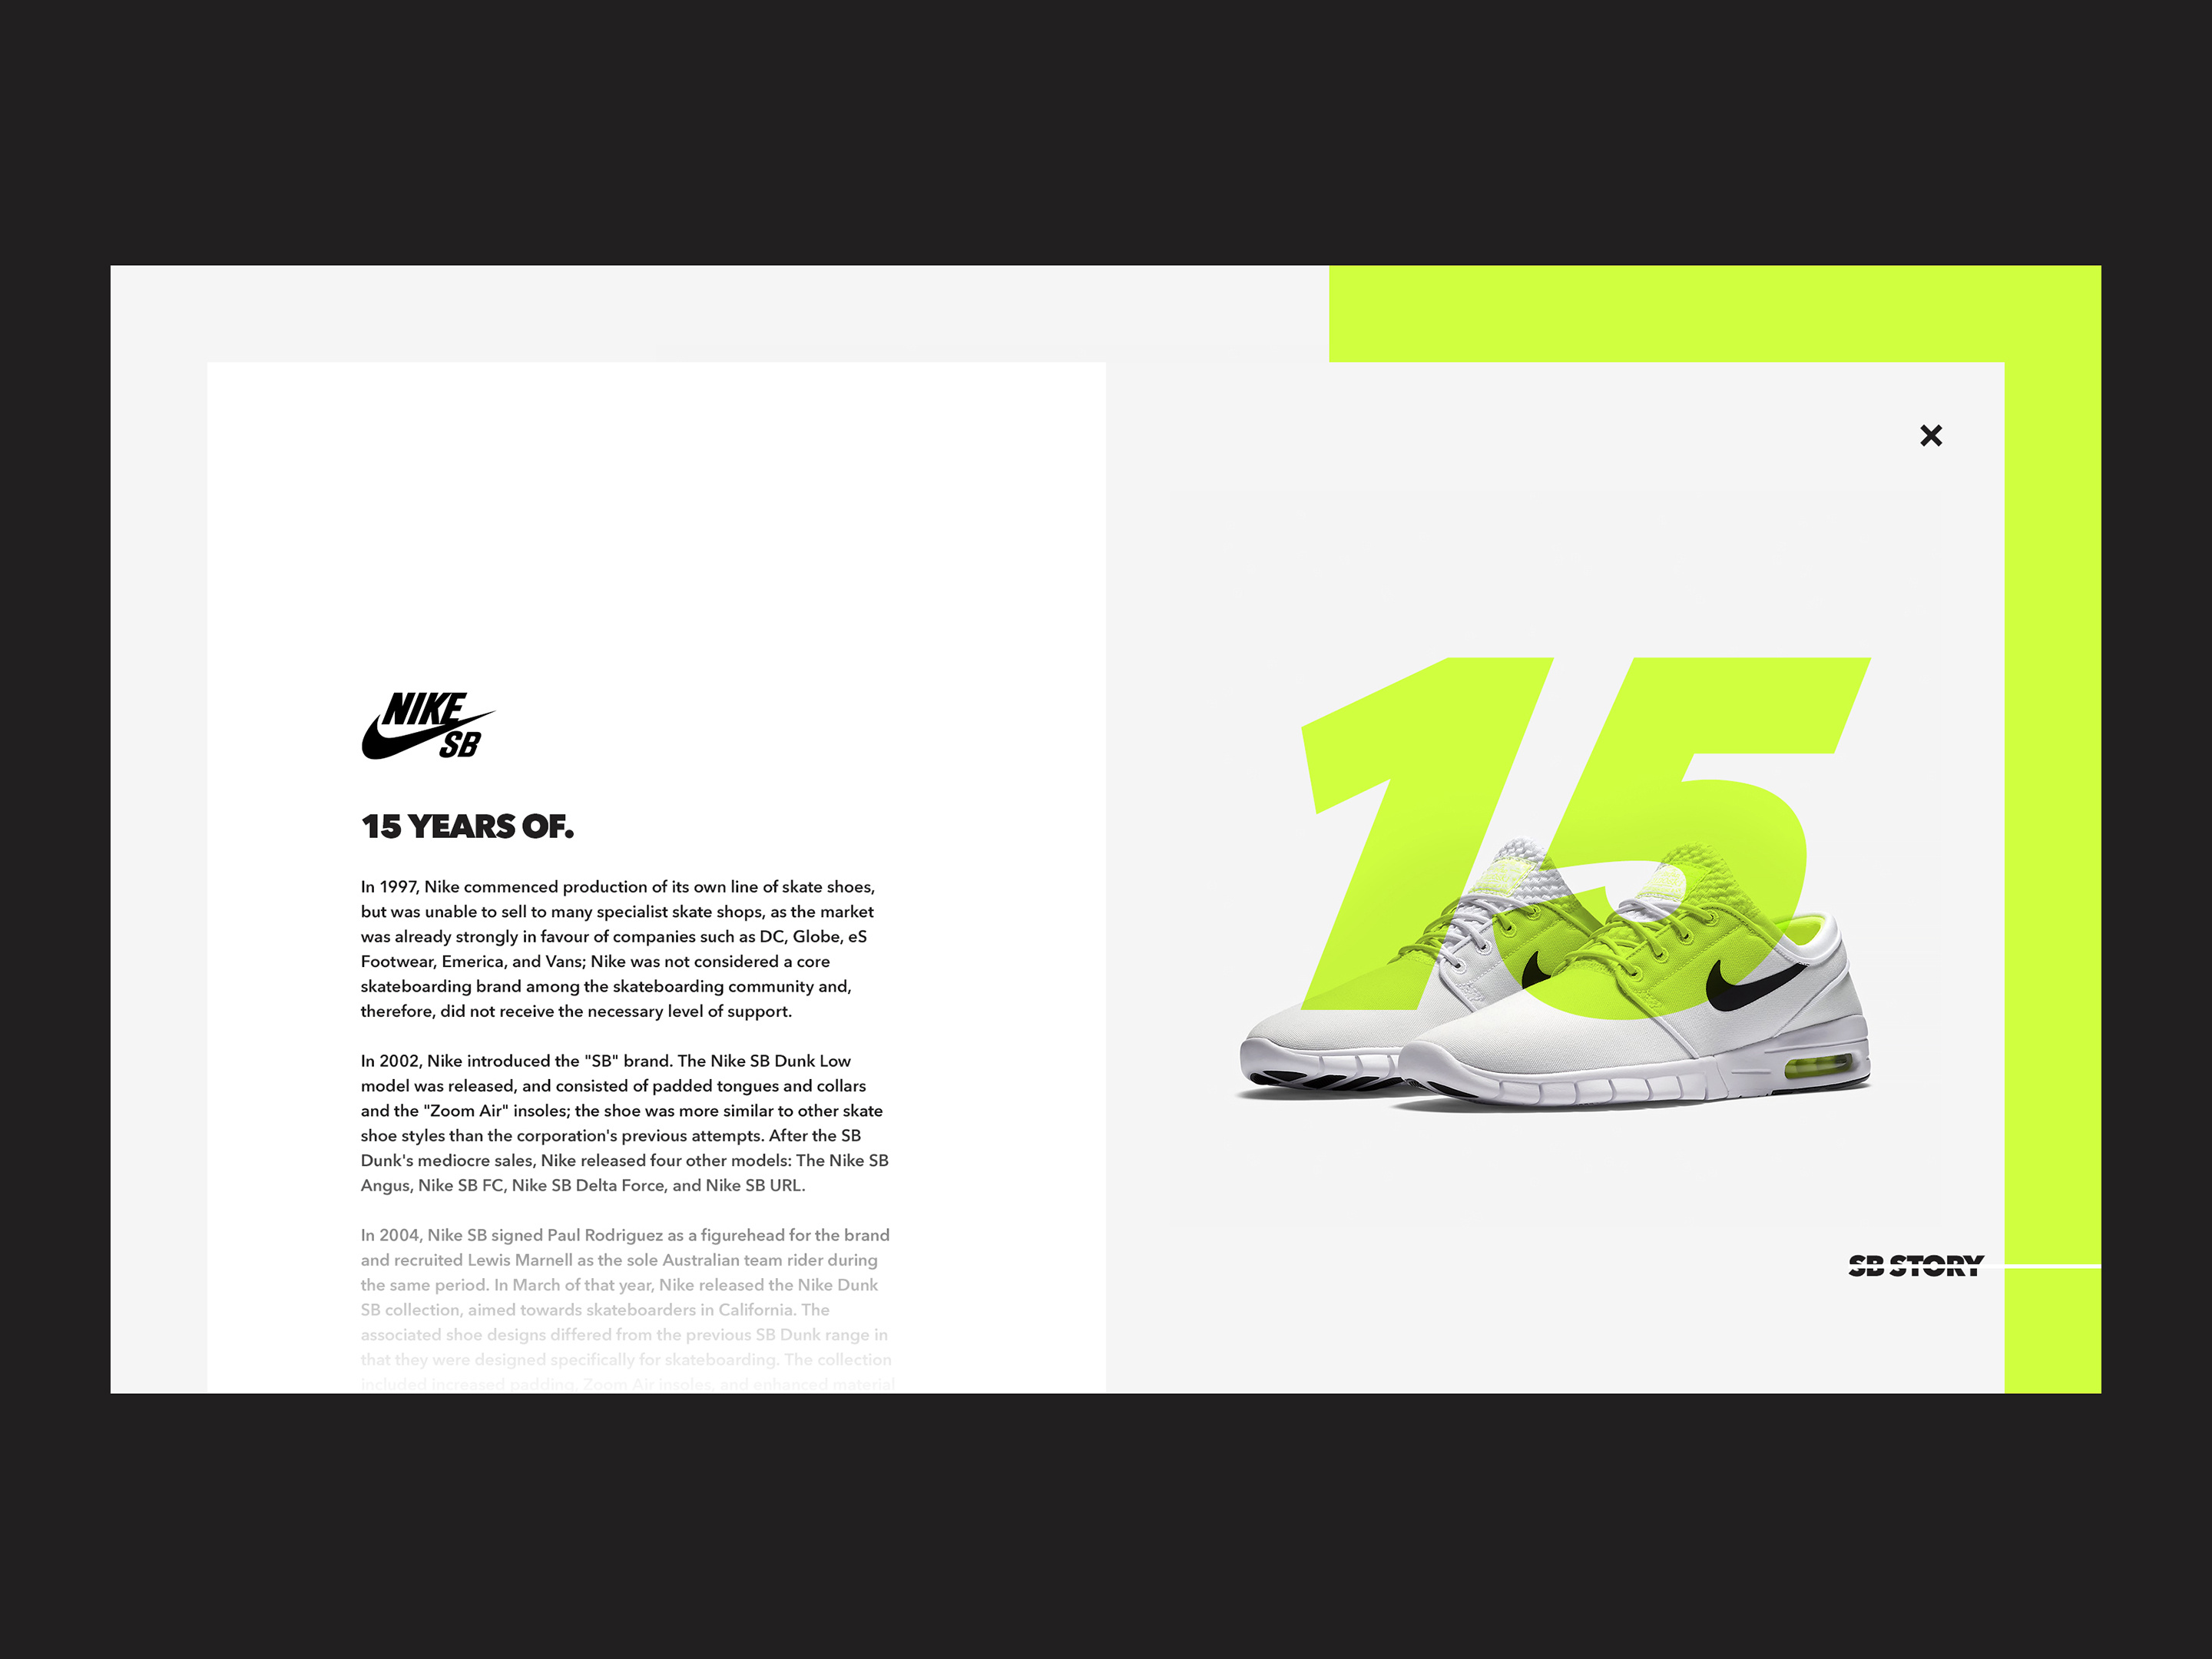 NIKE
SB
15 YEARS OF.
In 1997, Nike commenced production of its own line of skate shoes,
but was unable to sell to many specialist skate shops, as the market
was already strongly in favour of companies such as DC, Globe, eS
Footwear, Emerica, and Vans; Nike was not considered a core
skateboarding brand among the skateboarding community and,
therefore, did not receive the necessary level of support.
In 2002, Nike introduced the "SB" brand. The Nike SB Dunk Low
model was released, and consisted of padded tongues and collars
and the "Zoom Air" insoles; the shoe was more similar to other skate
shoe styles than the corporation's previous attempts. After the SB
Dunk's mediocre sales, Nike released four other models: The Nike SB
Angus, Nike SB FC, Nike SB Delta Force, and Nike SB URL.
In 2004, Nike SB signed Paul Rodriguez as a figurehead for the brand
and recruited Lewis Marnell as the sole Australian team rider during
the same period. In March of that year, Nike released the Nike Dunk
SB collection, aimed towards skateboarders in California. The
associated shoe designs differed from the previous SB Dunk range in
that they were designed specifically for skateboarding. The collection
included increased padding, Zoom Air insoles, and enhanced material
15
SB STORY